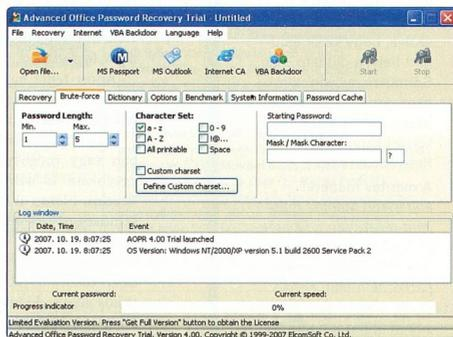 Advanced Office Password Recovery Trial - Untitled
File Recovery Internet VBA Backdoor Language Help
Open file... MS Passport MS Outlook Internet CA VBA Backdoor Start Stop
Recovery Brute-force Dictionary Options Benchmark System Information Password Cache
Password Length: Character Set: Starting Password:
Min. Max. a - z 0 - 9
1 5 A - Z !@... Mask / Mask Character:
All printable Space ?
Custom charset
Define Custom charset...
Log window
Date, Time Event
2007. 10. 19. 8:07:25 AOPR 4.00 Trial launched
2007. 10. 19. 8:07:25 OS Version: Windows NT/2000/XP version 5.1 build 2600 Service Pack 2
Current password: Current speed:
Progress indicator 0%
Limited Evaluation Version. Press "Get Full Version" button to obtain the License
Advanced Office Password Recovery Trial, Version 4.00, Copyright © 1999-2007 ElcomSoft Co. Ltd.